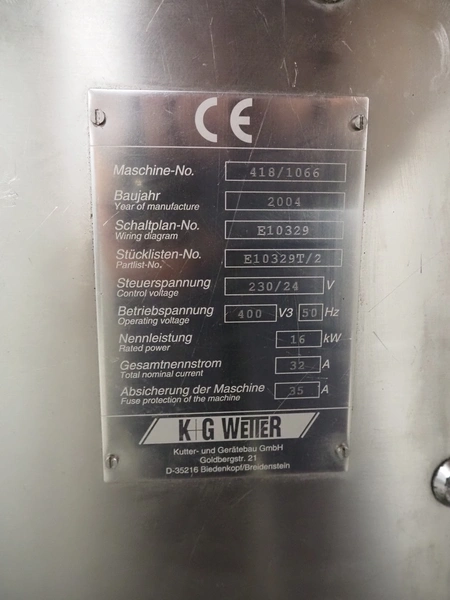 CE
Maschine-No. 418/1066
Baujahr 2004
Year of manufacture
Schaltplan-No. E10329
Wiring diagram
Stücklisten-No. E10329T/2
Partlist-No.
Steuerspannung 230/24 V
Control voltage
Betriebspannung 400 V3 50 Hz
Operating voltage
Nennleistung 16 kW
Rated power
Gesamtnennstrom 32 A
Total nominal current
Absicherung der Maschine 35 A
Fuse protection of the machine
K+G WETTER
Kutter- und Gerätebau GmbH
Goldbergstr. 21
D-35216 Biedenkopf/Breidenstein